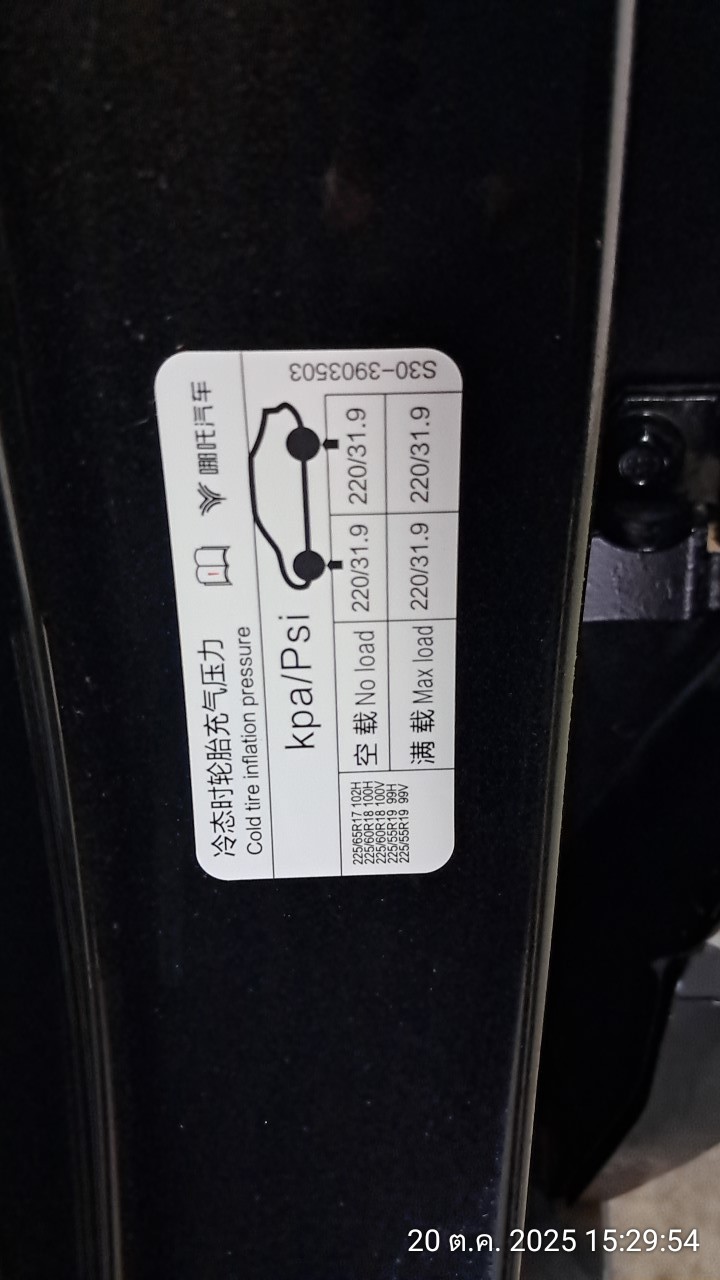 冷态时轮胎充气压力
哪吒汽车
Cold tire inflation pressure
kpa/Psi
S30-3903503
225/65R17 102H
225/60R18 100H
225/60R18 100V
225/55R19 99H
225/55R19 99V
空 载 No load 220/31.9 220/31.9
满 载 Max load 220/31.9 220/31.9
20 ต.ค. 2025 15:29:54